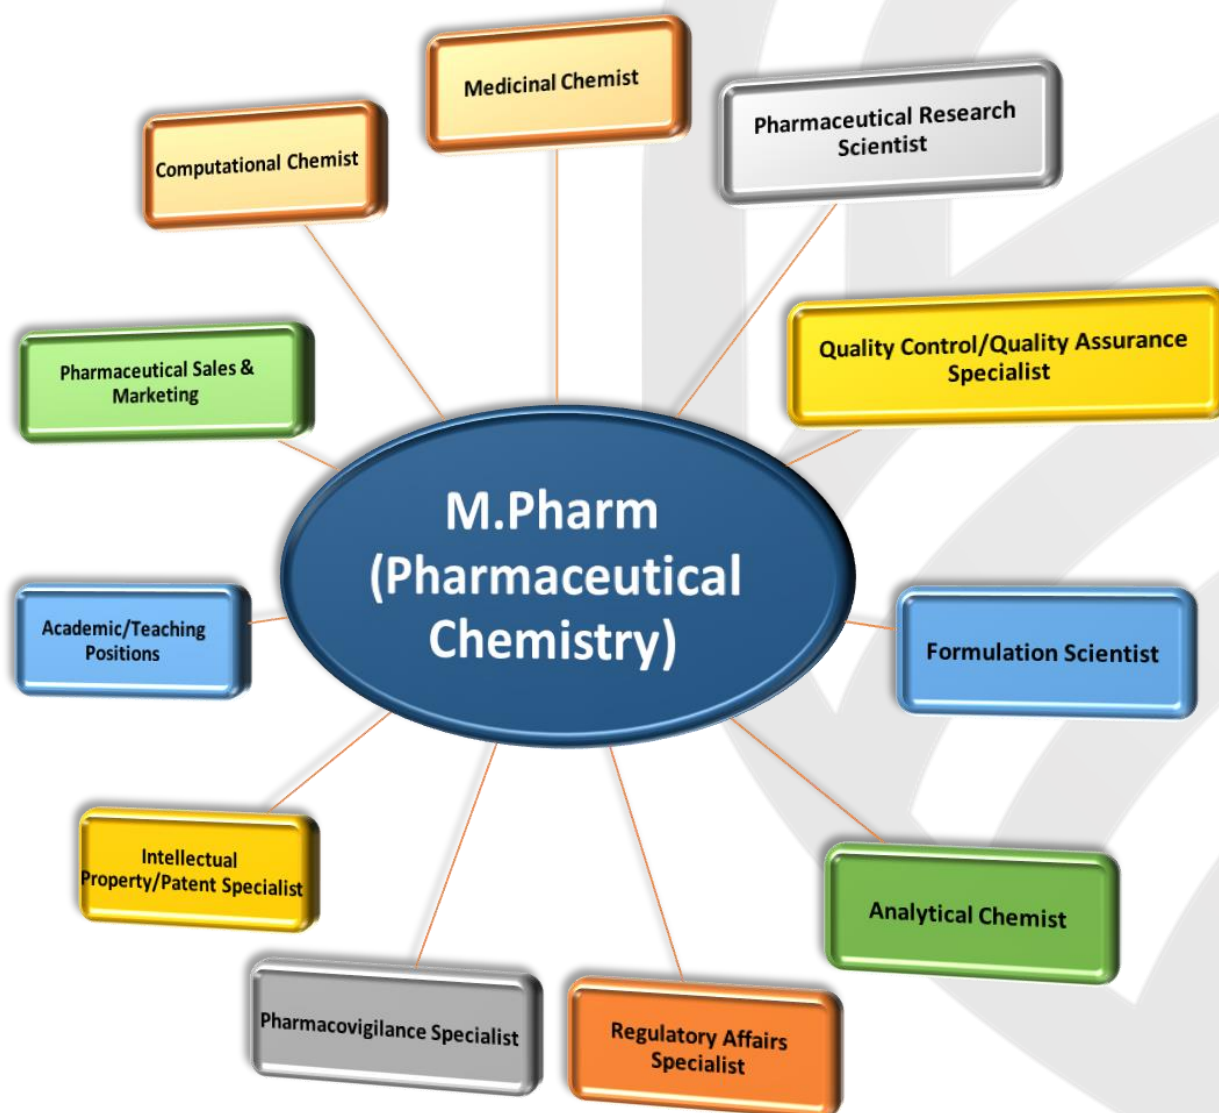 Medicinal Chemist
Pharmaceutical Research
Scientist
Computational Chemist
Quality Control/Quality Assurance
Specialist
Pharmaceutical Sales &
Marketing
M.Pharm
(Pharmaceutical
Chemistry)
Academic/Teaching
Positions
Formulation Scientist
Intellectual
Property/Patent Specialist
Analytical Chemist
Pharmacovigilance Specialist
Regulatory Affairs
Specialist